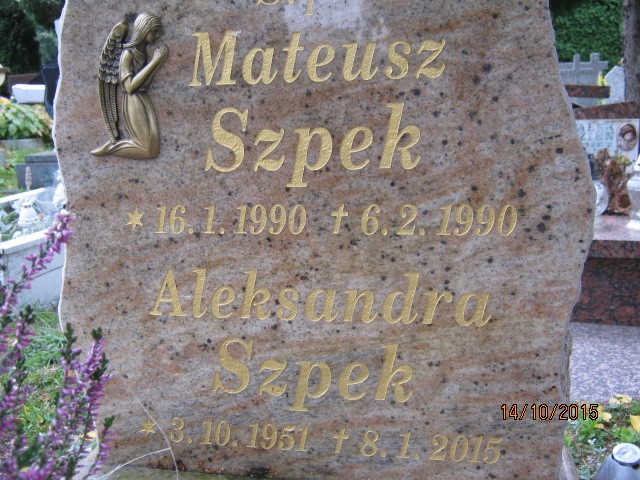 Mateusz
Szpek
* 16. 1. 1990 † 6. 2. 1990
Aleksandra
Szpek
* 3. 10. 1951 † 8. 1. 2015
14/10/2015